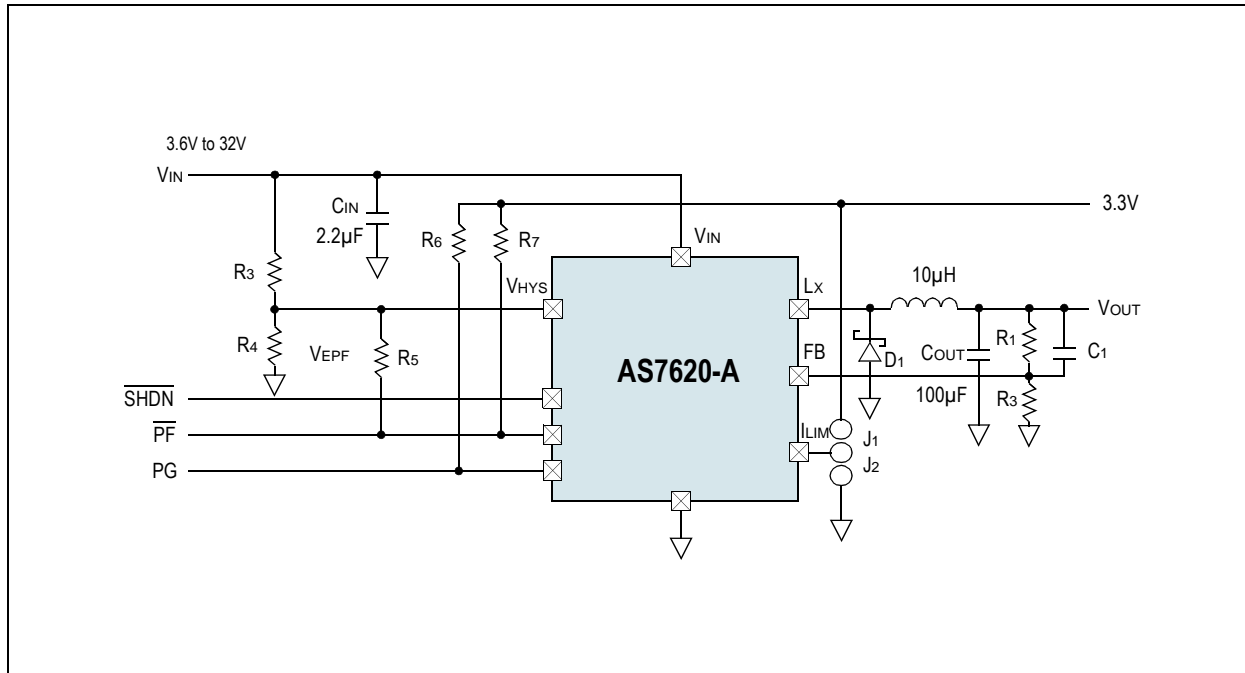 3.6V to 32V
VIN
3.3V
CIN
2.2µF
R6
R7
VIN
R3
VHYS
LX
10µH
VOUT
R4
VEPF
R5
AS7620-A
FB
D1
COUT
100µF
R1
C1
R3
SHDN
PF
PG
ILIM
J1
J2